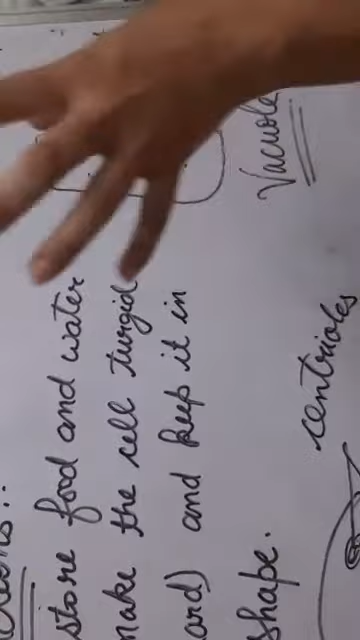 Vacuole
store food and water
make the cell turgid
and keep it in
shape.
centrioles